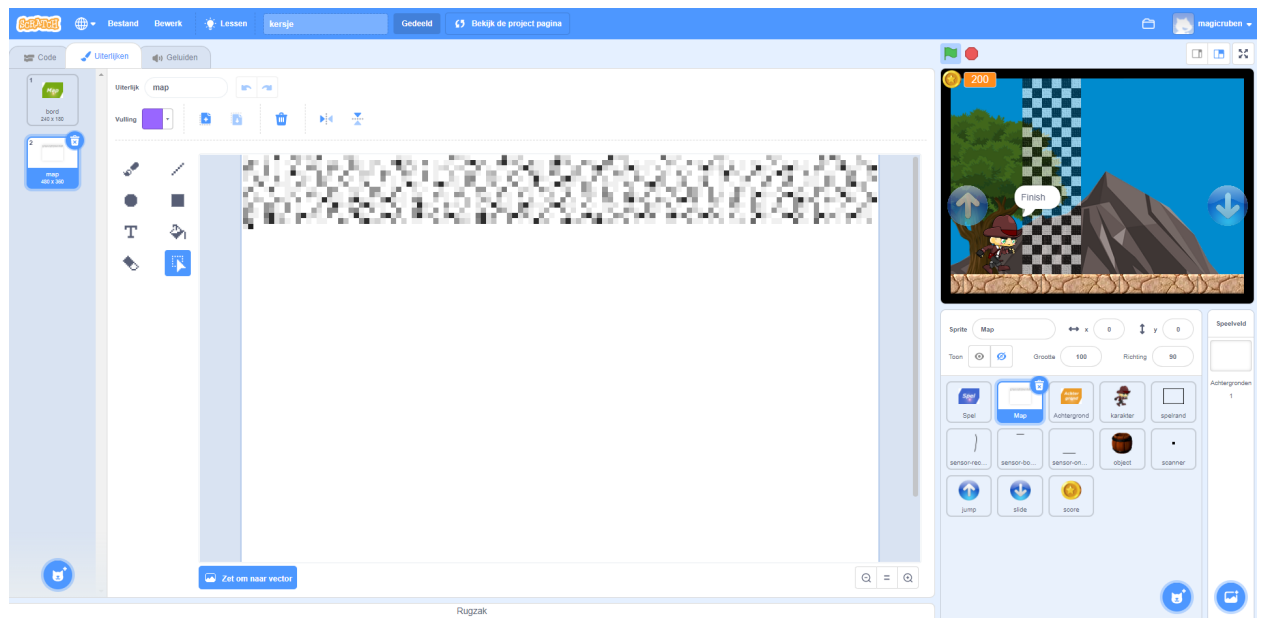 SCRATCH Bestand Bewerk Lessen kersje Gedeeld Bekijk de project pagina magicruben
Code Uiterlijken Geluiden
1
bord
240 x 180
2
map
480 x 360
Uiterlijk map
Vulling
T
Zet om naar vector
Rugzak
200
Finish
Sprite Map x 0 y 0
Toon Grootte 100 Richting 90
Speelveld
Achtergronden
1
Spel Map Achtergrond karakter spelrand
sensor-rec... sensor-bo... sensor-on... object scanner
jump slide score